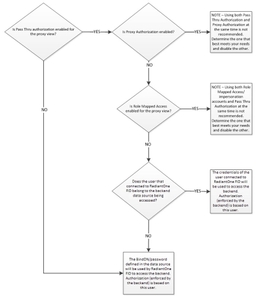 Is Pass Thru authorization enabled for
the proxy view?
YES
Is Proxy Authorization enabled?
YES
NOTE – Using both Pass
Thru Authorization and
Proxy Authorization at
the same time is not
recommended.
Determine the one that
best meets your needs
and disable the other.
NO
NO
Is Role Mapped Access
enabled for the proxy view?
YES
NOTE – Using Role
Mapped Access/
Impersonation
accounts and Pass Thru
Authorization at the
same time is not
recommended.
Determine the one that
best meets your needs
and disable the other.
NO
Does the user that
connected to RadiantOne
FID belong to the backend
data source being
accessed?
YES
The credentials of the
user connected to
RadiantOne FID will
be used to access the
backend.
Authorization
(enforced by the
backend) is based on
this user.
NO
The BindDN/password
defined in the data source
will be used by RadiantOne
FID to access the backend.
Authorization (enforced by
the backend) is based on
this user.